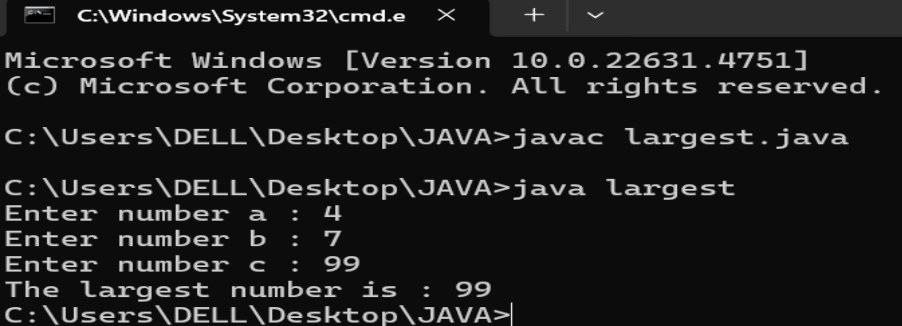 C:\Windows\System32\cmd.e
Microsoft Windows [Version 10.0.22631.4751]
(c) Microsoft Corporation. All rights reserved.
C:\Users\DELL\Desktop\JAVA>javac largest.java
C:\Users\DELL\Desktop\JAVA>java largest
Enter number a : 4
Enter number b : 7
Enter number c : 99
The largest number is : 99
C:\Users\DELL\Desktop\JAVA>